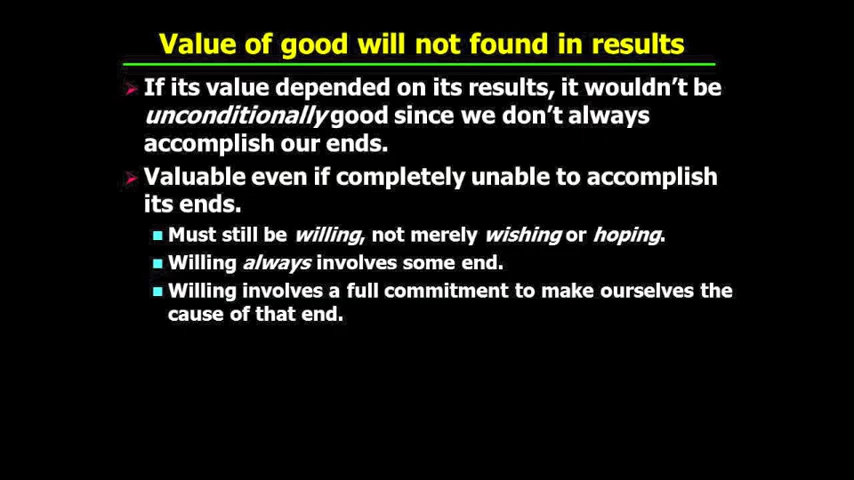 Value of good will not found in results
If its value depended on its results, it wouldn't be
unconditionally good since we don't always
accomplish our ends.
Valuable even if completely unable to accomplish
its ends.
Must still be willing, not merely wishing or hoping.
Willing always involves some end.
Willing involves a full commitment to make ourselves the
cause of that end.